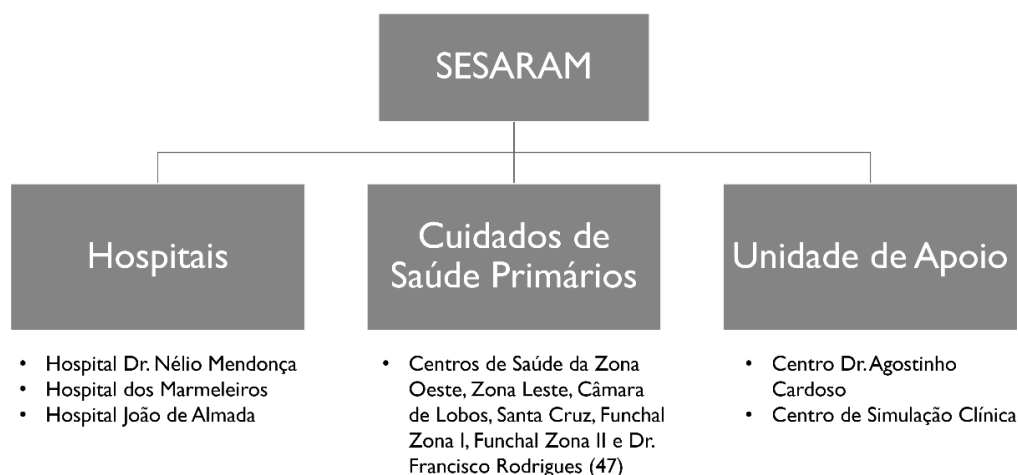 SESARAM
Hospitais
• Hospital Dr. Nélio Mendonça
• Hospital dos Marmeleiros
• Hospital João de Almada
Cuidados de
Saúde Primários
• Centros de Saúde da Zona
Oeste, Zona Leste, Câmara
de Lobos, Santa Cruz, Funchal
Zona I, Funchal Zona II e Dr.
Francisco Rodrigues (47)
Unidade de Apoio
• Centro Dr. Agostinho
Cardoso
• Centro de Simulação Clínica